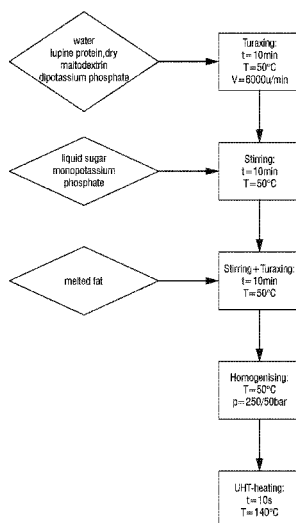 water
lupine protein,dry
maltodextrin
dipotassium phosphate
Turaxing:
t=10min
T=50°C
V=6000u/min
liquid sugar
monopotassium
phosphate
Stirring:
t=10min
T=50°C
melted fat
Stirring+Turaxing:
t=10min
T=50°C
Homogenising:
T=50°C
p=250/50bar
UHT-heating:
t=10s
T=140°C